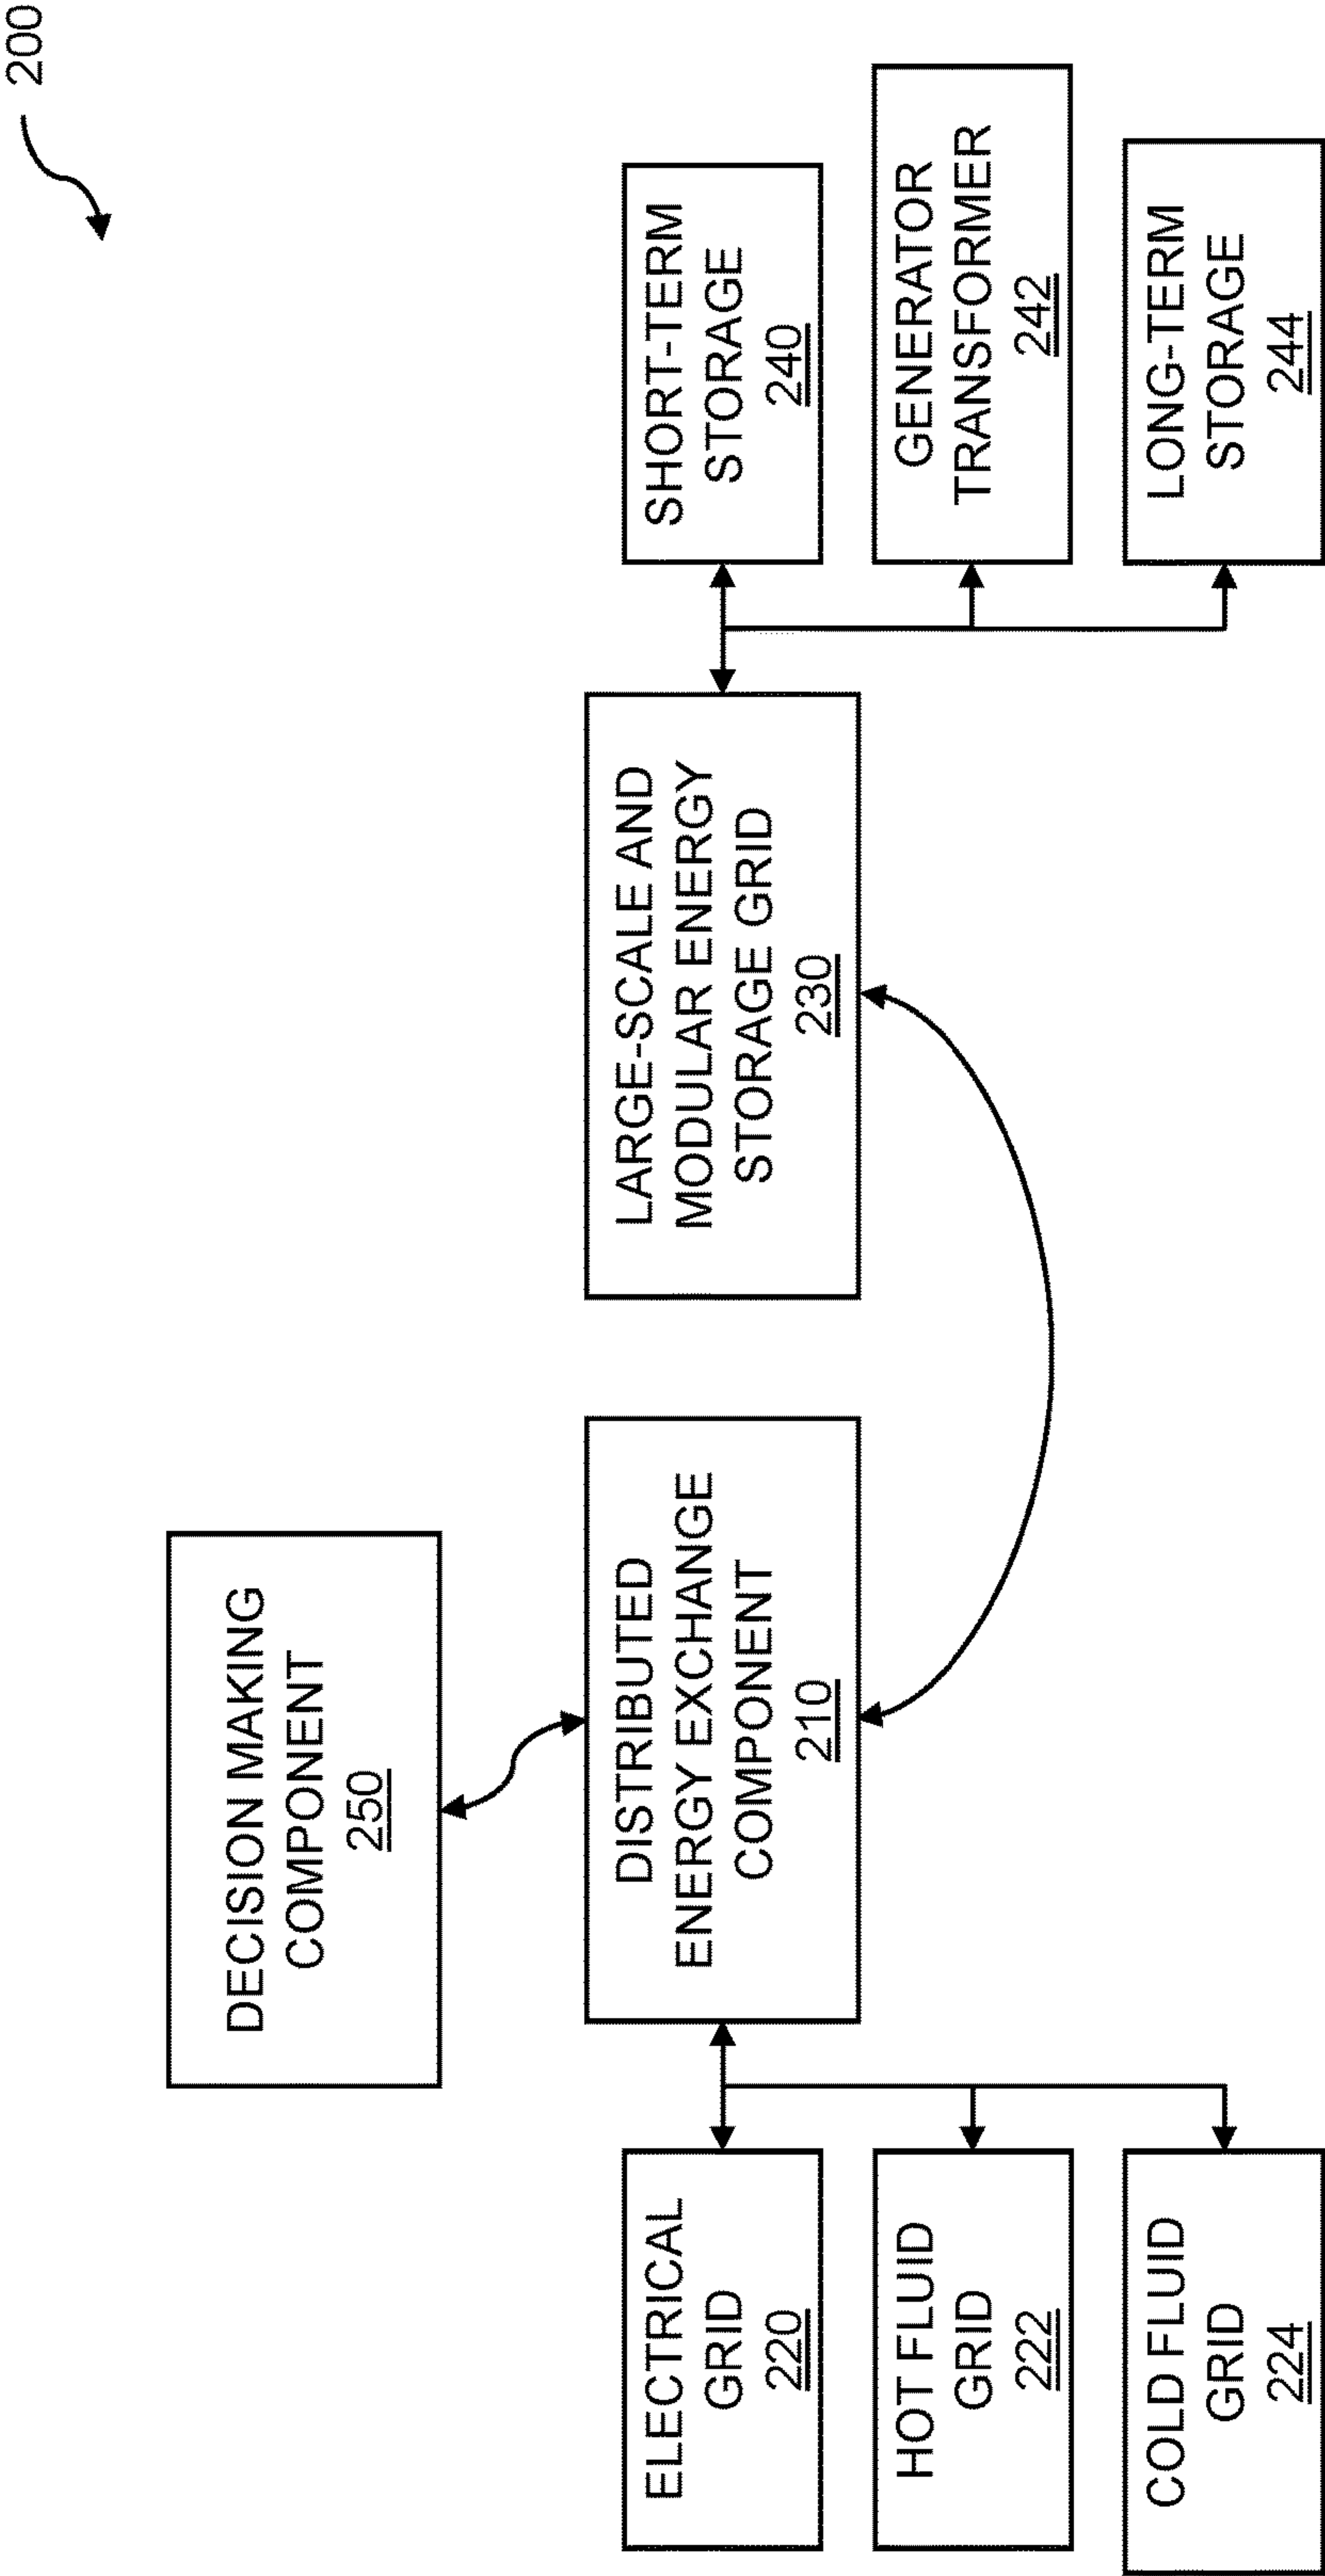 200
DECISION MAKING
COMPONENT
250
ELECTRICAL
GRID
220
HOT FLUID
GRID
222
COLD FLUID
GRID
224
DISTRIBUTED
ENERGY EXCHANGE
COMPONENT
210
LARGE-SCALE AND
MODULAR ENERGY
STORAGE GRID
230
SHORT-TERM
STORAGE
240
GENERATOR
TRANSFORMER
242
LONG-TERM
STORAGE
244